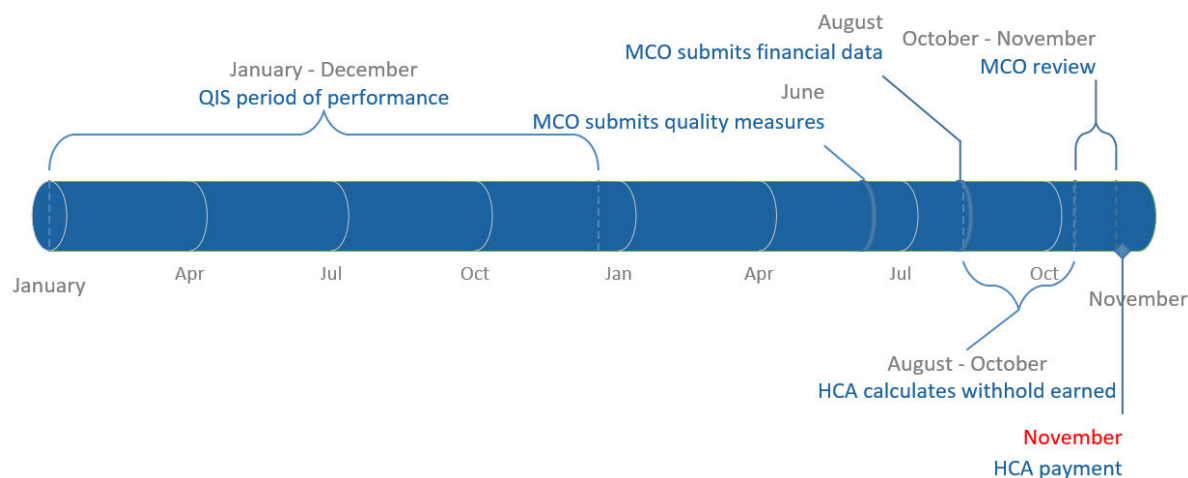 August
MCO submits financial data
October - November
MCO review
January - December
QIS period of performance
June
MCO submits quality measures
January
Apr
Jul
Oct
Jan
Apr
Jul
Oct
November
August - October
HCA calculates withhold earned
November
HCA payment